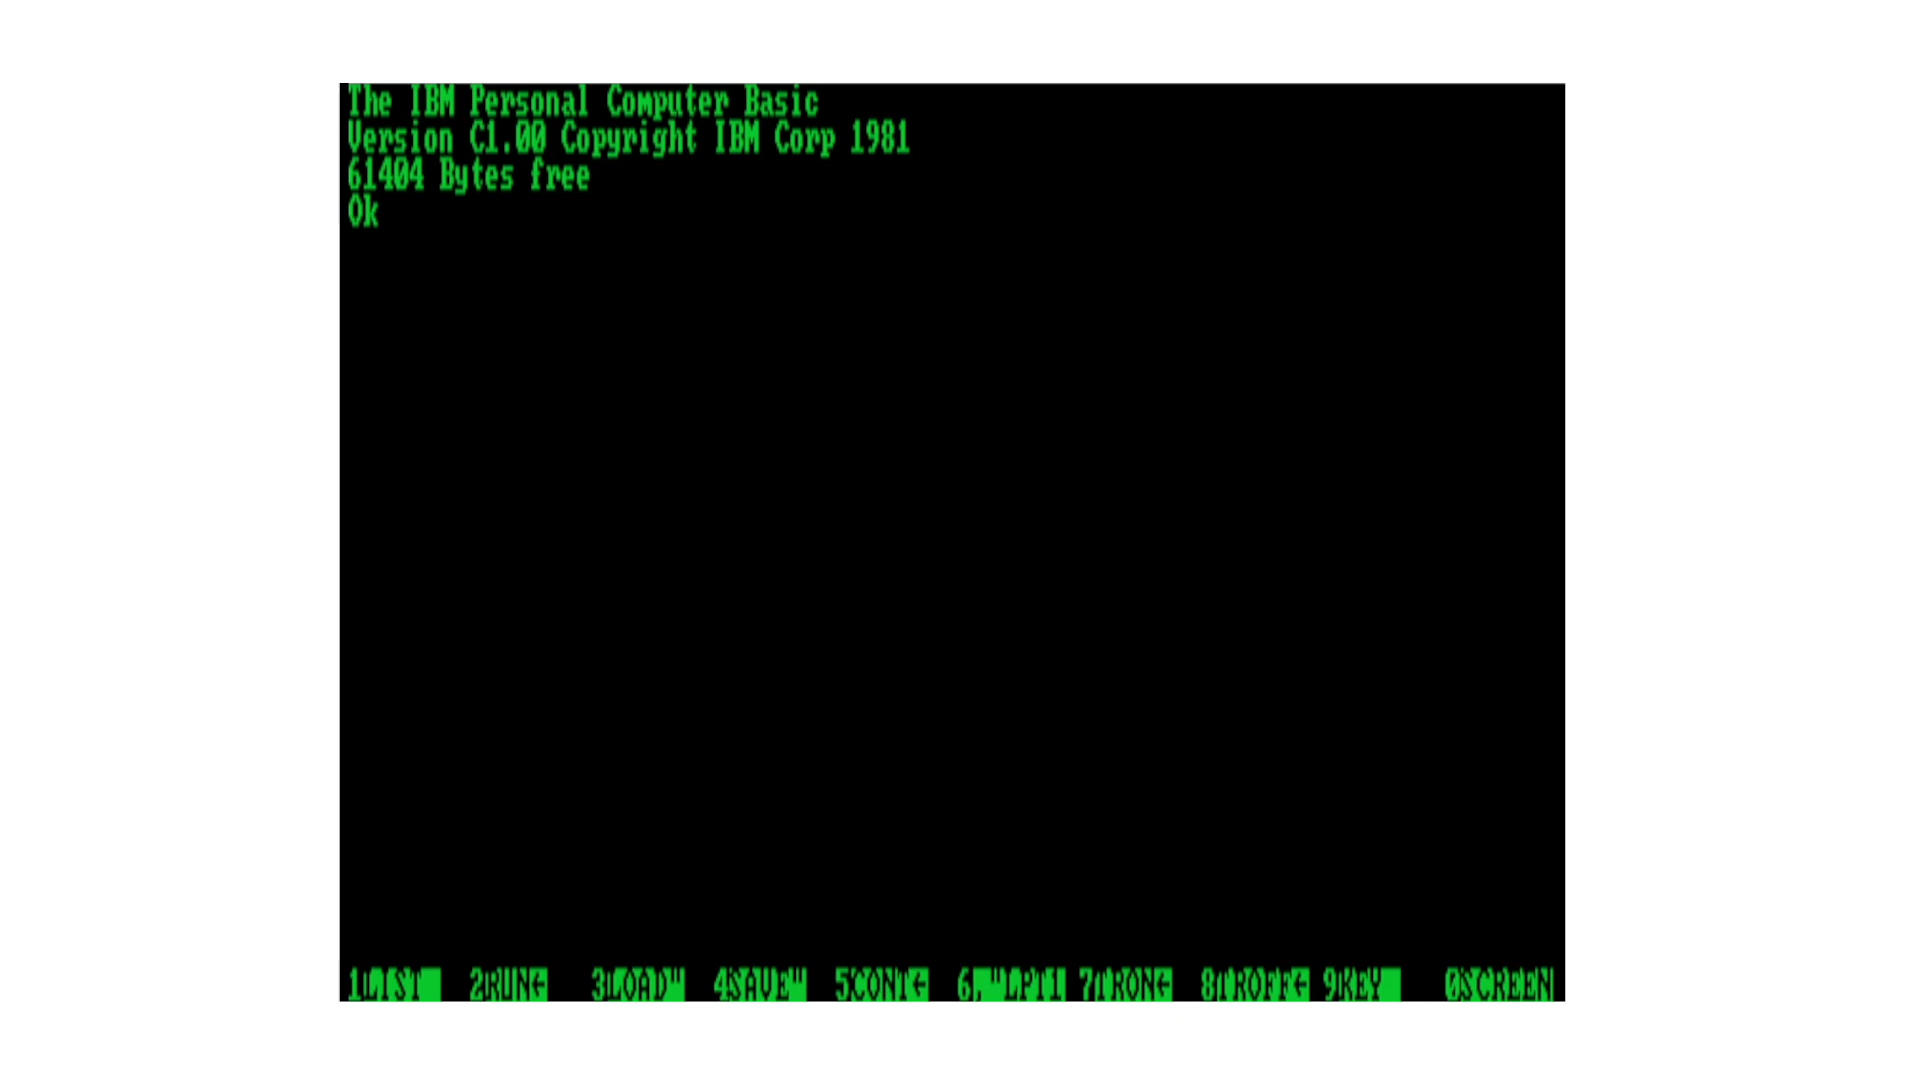 The IBM Personal Computer Basic
Version C1.00 Copyright IBM Corp 1981
61404 Bytes free
Ok
1LIST 2RUN← 3LOAD" 4SAVE" 5CONT← 6,"LPT1 7TRON← 8TROFF← 9KEY 0SCREEN